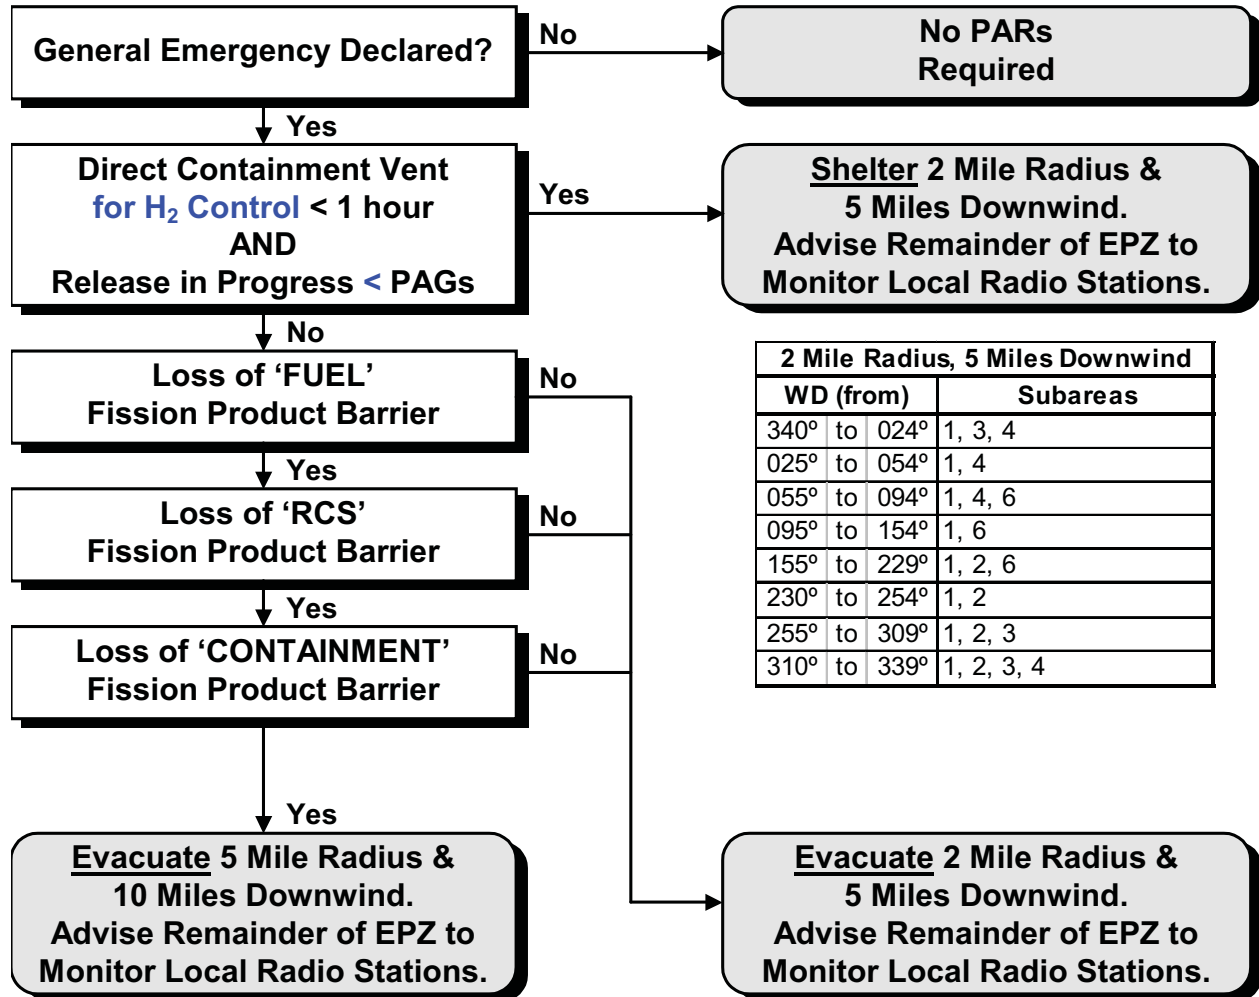 General Emergency Declared?
No
No PARs
Required
Yes
Direct Containment Vent
for H₂ Control < 1 hour
AND
Release in Progress < PAGs
Yes
Shelter 2 Mile Radius &
5 Miles Downwind.
Advise Remainder of EPZ to
Monitor Local Radio Stations.
No
Loss of ‘FUEL’
Fission Product Barrier
No
Yes
Loss of ‘RCS’
Fission Product Barrier
No
Yes
Loss of ‘CONTAINMENT’
Fission Product Barrier
No
2 Mile Radius, 5 Miles Downwind
WD (from) Subareas
340º to 024º 1, 3, 4
025º to 054º 1, 4
055º to 094º 1, 4, 6
095º to 154º 1, 6
155º to 229º 1, 2, 6
230º to 254º 1, 2
255º to 309º 1, 2, 3
310º to 339º 1, 2, 3, 4
Yes
Evacuate 5 Mile Radius &
10 Miles Downwind.
Advise Remainder of EPZ to
Monitor Local Radio Stations.
Evacuate 2 Mile Radius &
5 Miles Downwind.
Advise Remainder of EPZ to
Monitor Local Radio Stations.